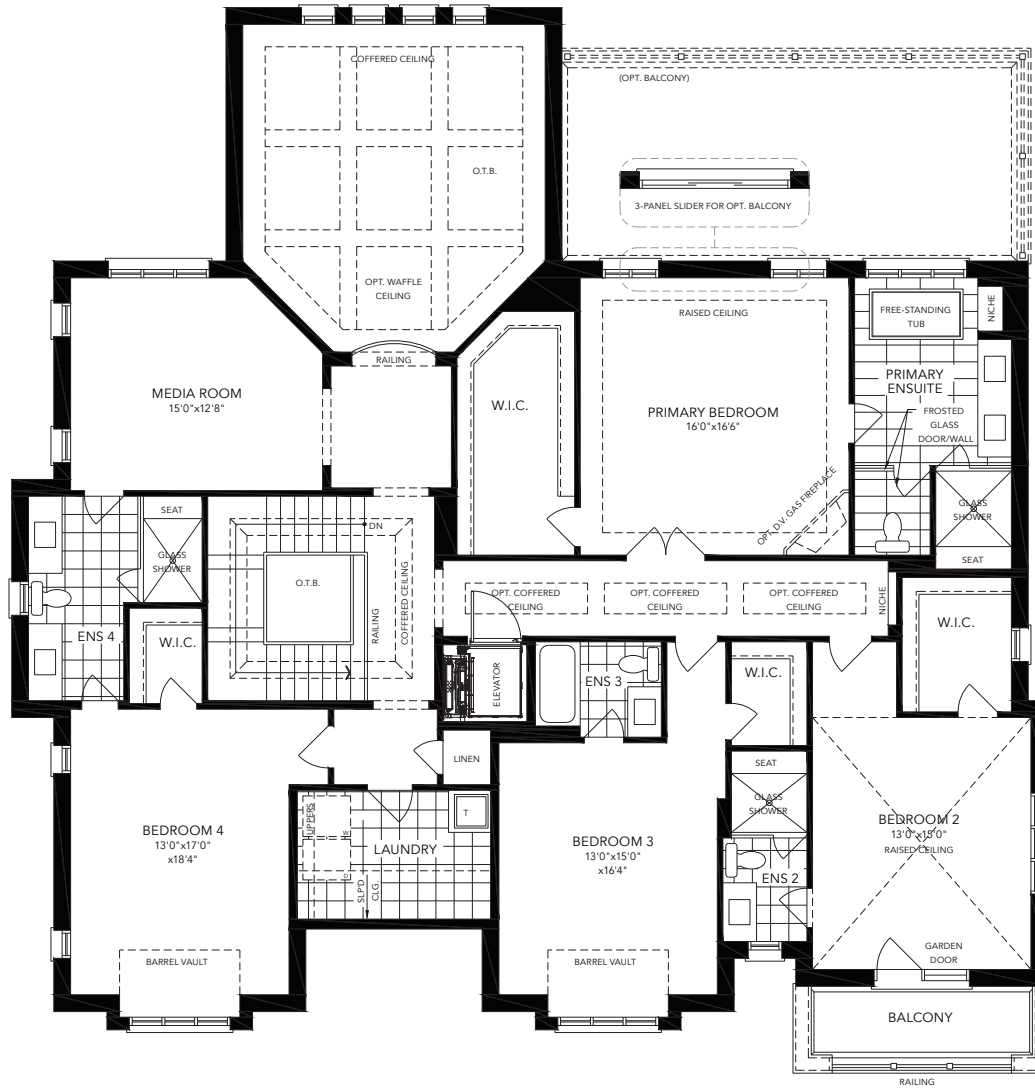 COFFERED CEILING
(OPT. BALCONY)
O.T.B.
3-PANEL SLIDER FOR OPT. BALCONY
OPT. WAFFLE
CEILING
RAILING
MEDIA ROOM
15'0"x12'8"
W.I.C.
RAISED CEILING
PRIMARY BEDROOM
16'0"x16'6"
OPT. D.V. GAS FIREPLACE
FREE-STANDING
TUB
NICHE
PRIMARY
ENSUITE
FROSTED
GLASS
DOOR/WALL
GLASS
SHOWER
SEAT
SEAT
GLASS
SHOWER
ENS 4
W.I.C.
DN
O.T.B.
RAILING
COFFERED CEILING
OPT. COFFERED
CEILING
OPT. COFFERED
CEILING
OPT. COFFERED
CEILING
NICHE
W.I.C.
ELEVATOR
ENS 3
W.I.C.
LINEN
SEAT
GLASS
SHOWER
BEDROOM 4
13'0"x17'0"
x18'4"
UPPERS
W
D
T
LAUNDRY
SLP'D
CLG.
BEDROOM 3
13'0"x15'0"
x16'4"
ENS 2
BEDROOM 2
13'0"x15'0"
RAISED CEILING
BARREL VAULT
BARREL VAULT
GARDEN
DOOR
BALCONY
RAILING